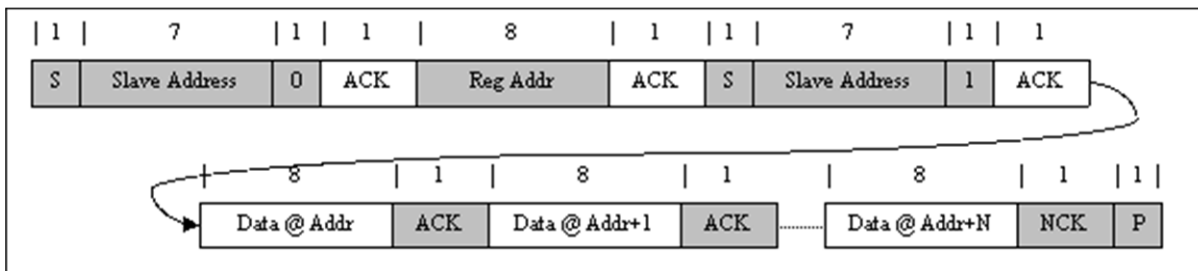 | 1 | 7 | 1 | 1 | 8 | 1 | 1 | 7 | 1 | 1
S Slave Address 0 ACK Reg Addr ACK S Slave Address 1 ACK
| 8 | 1 | 8 | 1 | 8 | 1 | 1 |
Data @ Addr ACK Data @ Addr+1 ACK Data @ Addr+N NCK P